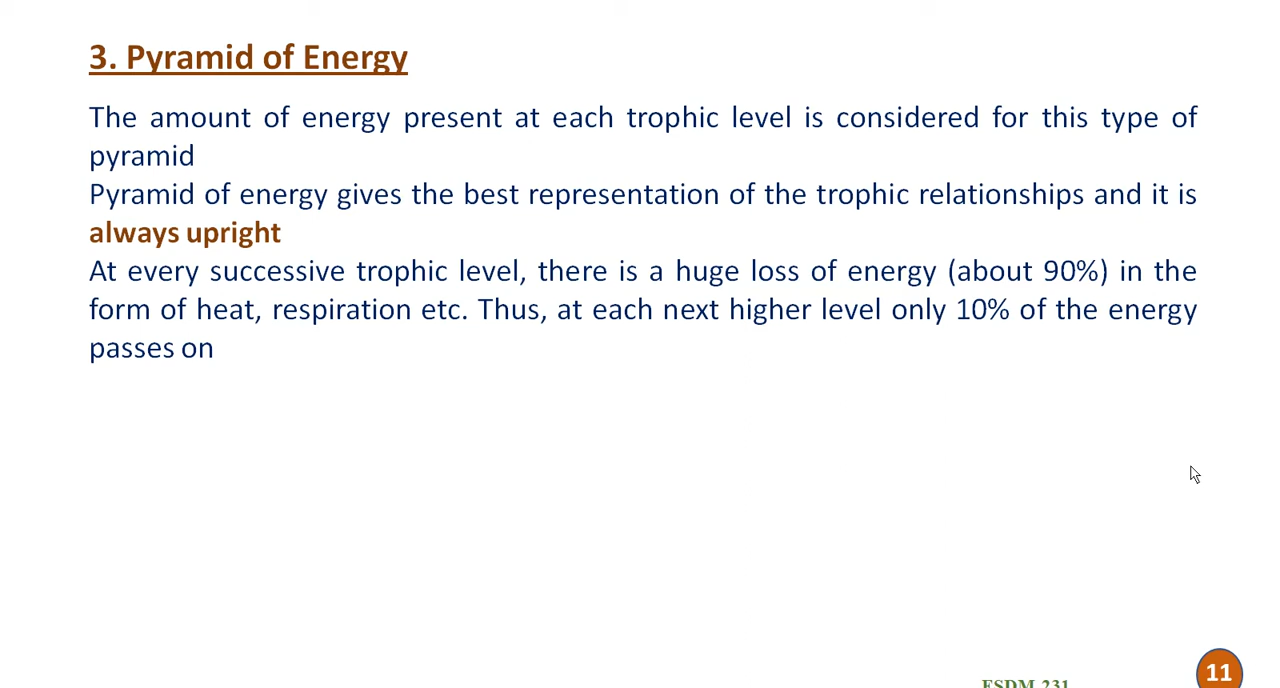 3. Pyramid of Energy
The amount of energy present at each trophic level is considered for this type of
pyramid
Pyramid of energy gives the best representation of the trophic relationships and it is
always upright
At every successive trophic level, there is a huge loss of energy (about 90%) in the
form of heat, respiration etc. Thus, at each next higher level only 10% of the energy
passes on
ESDM 231
11